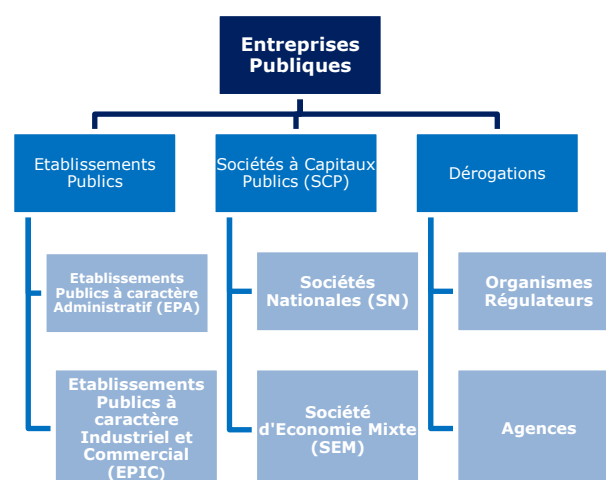 Entreprises
Publiques
Etablissements
Publics
Sociétés à Capitaux
Publics (SCP)
Dérogations
Etablissements
Publics à caractère
Administratif (EPA)
Sociétés
Nationales (SN)
Organismes
Régulateurs
Etablissements
Publics à
caractère
Industriel et
Commercial
(EPIC)
Société
d'Economie Mixte
(SEM)
Agences